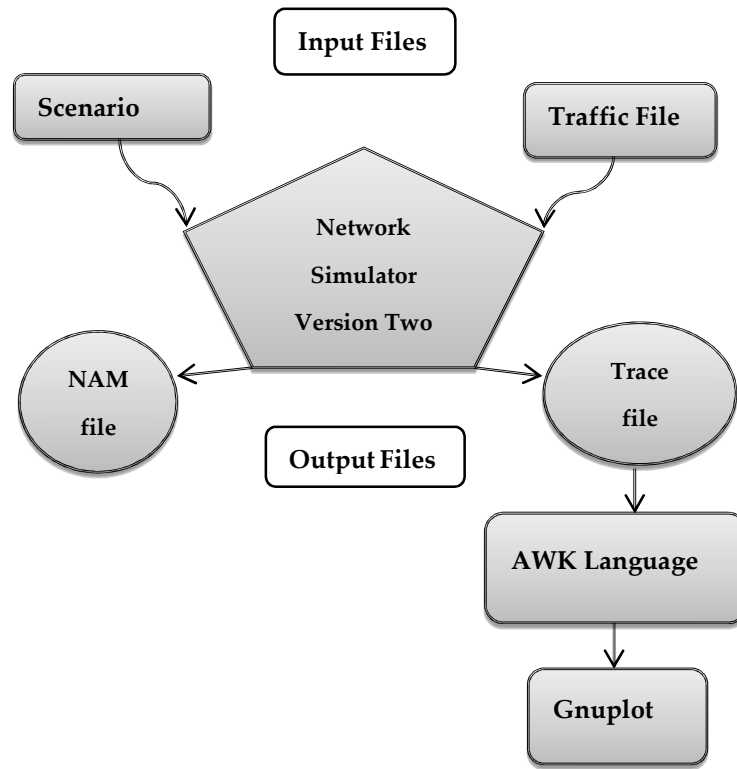 Input Files
Scenario
Traffic File
Network
Simulator
Version Two
NAM
file
Trace
file
Output Files
AWK Language
Gnuplot